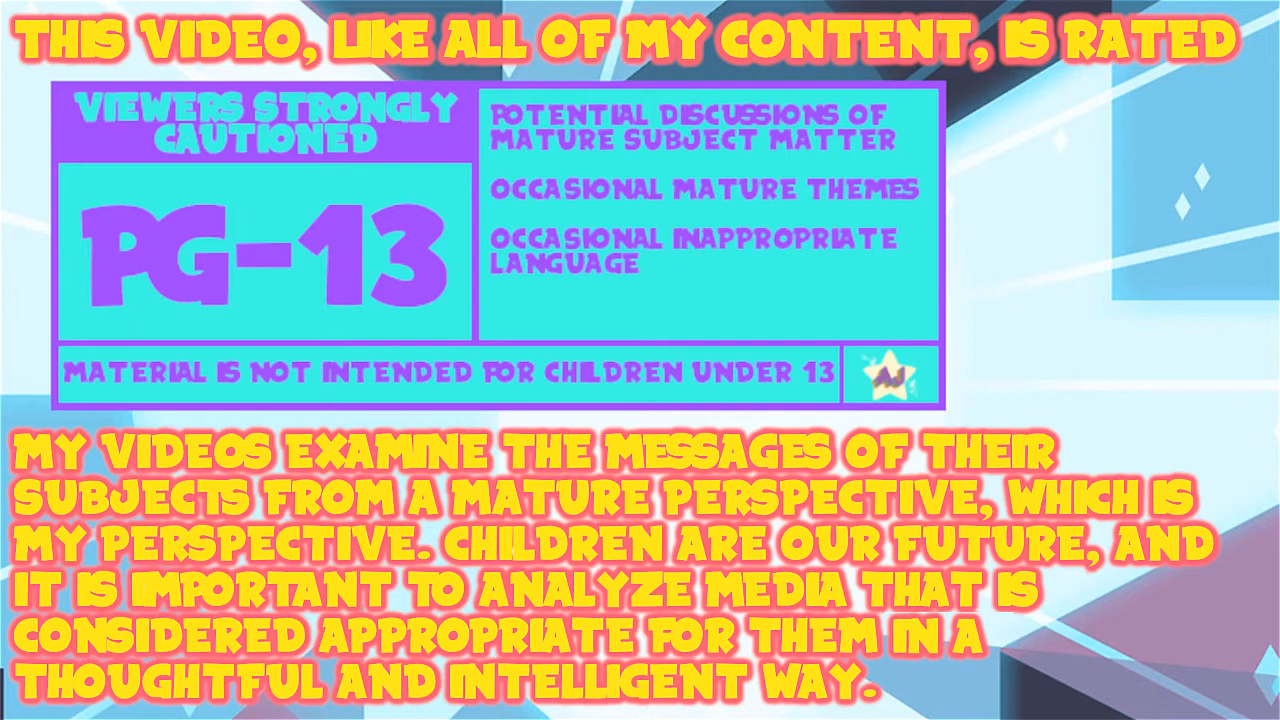 THIS VIDEO, LIKE ALL OF MY CONTENT, IS RATED
VIEWERS STRONGLY
CAUTIONED
PG-13
POTENTIAL DISCUSSIONS OF
MATURE SUBJECT MATTER
OCCASIONAL MATURE THEMES
OCCASIONAL INAPPROPRIATE
LANGUAGE
MATERIAL IS NOT INTENDED FOR CHILDREN UNDER 13
AJ
MY VIDEOS EXAMINE THE MESSAGES OF THEIR
SUBJECTS FROM A MATURE PERSPECTIVE, WHICH IS
MY PERSPECTIVE. CHILDREN ARE OUR FUTURE, AND
IT IS IMPORTANT TO ANALYZE MEDIA THAT IS
CONSIDERED APPROPRIATE FOR THEM IN A
THOUGHTFUL AND INTELLIGENT WAY.